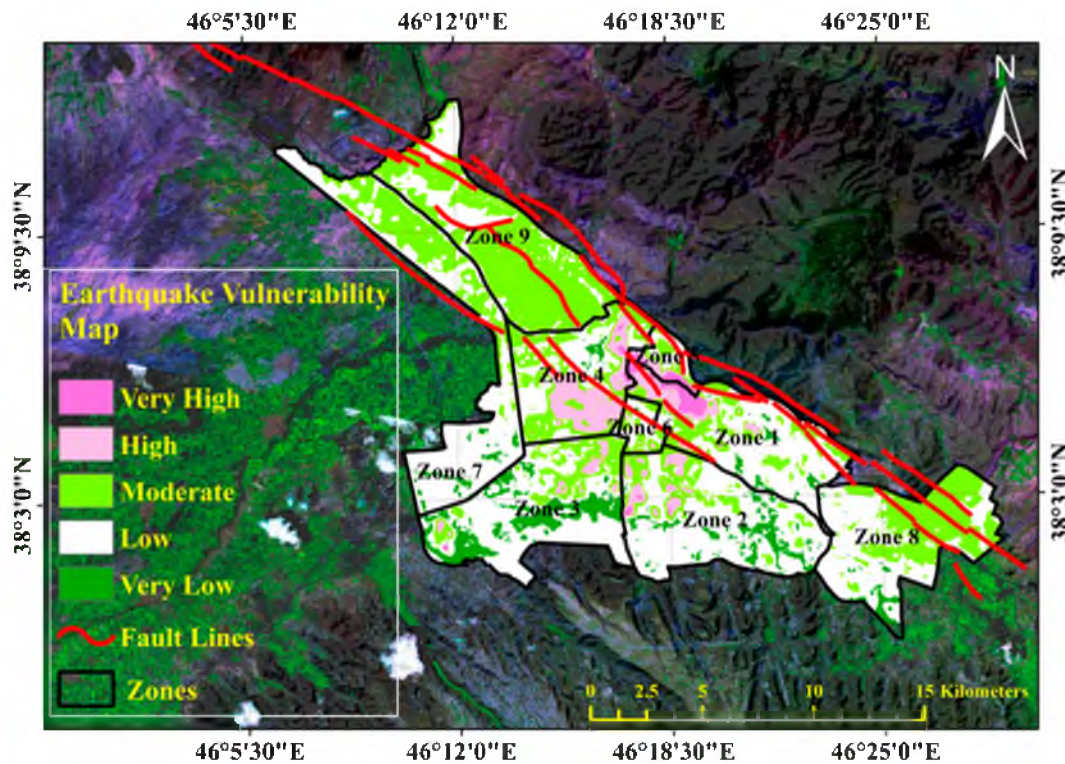 46°5'30"E 46°12'0"E 46°18'30"E 46°25'0"E
N
38°9'30"N 38°9'30"N
Zone 9
Earthquake Vulnerability
Map
Very High
High
Moderate
Low
Very Low
Fault Lines
Zones
Zone
Zone 4
Zone 6
Zone 1
Zone 7
Zone 3
Zone 2
Zone 8
38°3'0"N 38°3'0"N
0 2.5 5 10 15 Kilometers
46°5'30"E 46°12'0"E 46°18'30"E 46°25'0"E